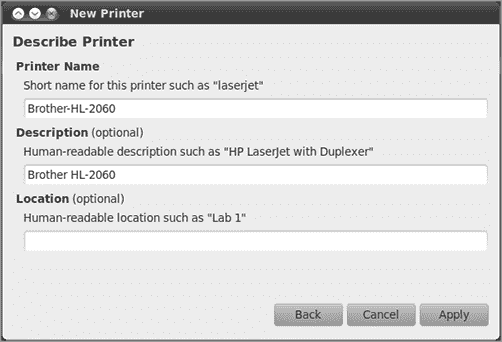 New Printer
Describe Printer
Printer Name
Short name for this printer such as "laserjet"
Brother-HL-2060
Description (optional)
Human-readable description such as "HP LaserJet with Duplexer"
Brother HL-2060
Location (optional)
Human-readable location such as "Lab 1"
Back Cancel Apply